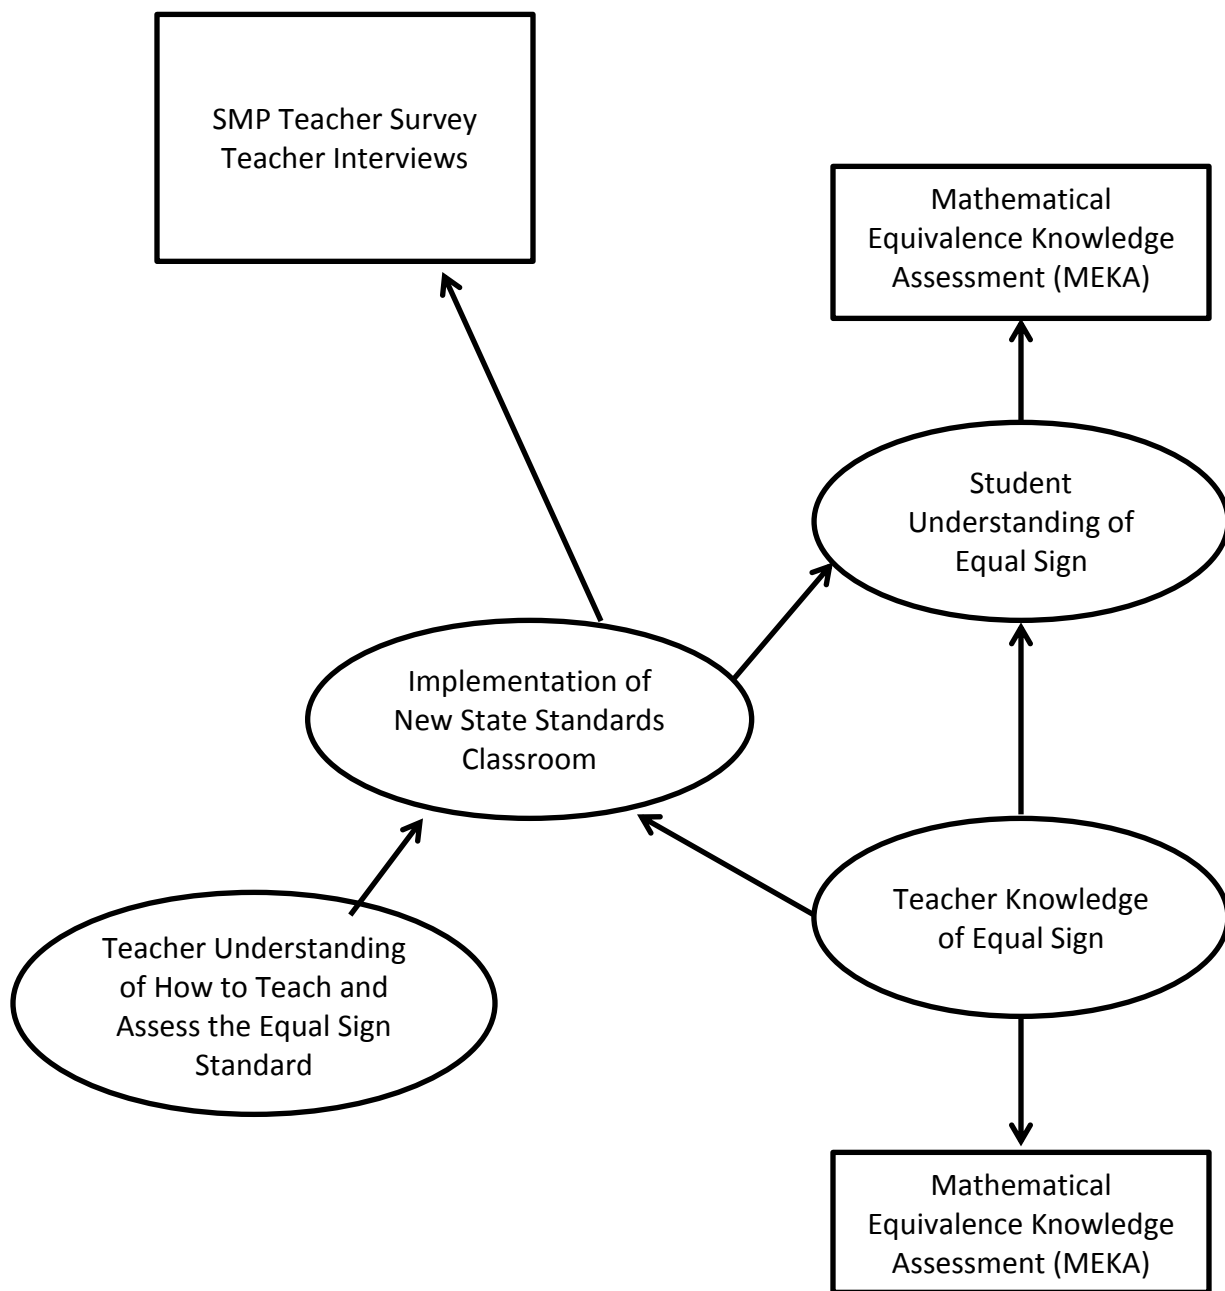 SMP Teacher Survey
Teacher Interviews
Mathematical
Equivalence Knowledge
Assessment (MEKA)
Student
Understanding of
Equal Sign
Implementation of
New State Standards
Classroom
Teacher Knowledge
of Equal Sign
Teacher Understanding
of How to Teach and
Assess the Equal Sign
Standard
Mathematical
Equivalence Knowledge
Assessment (MEKA)